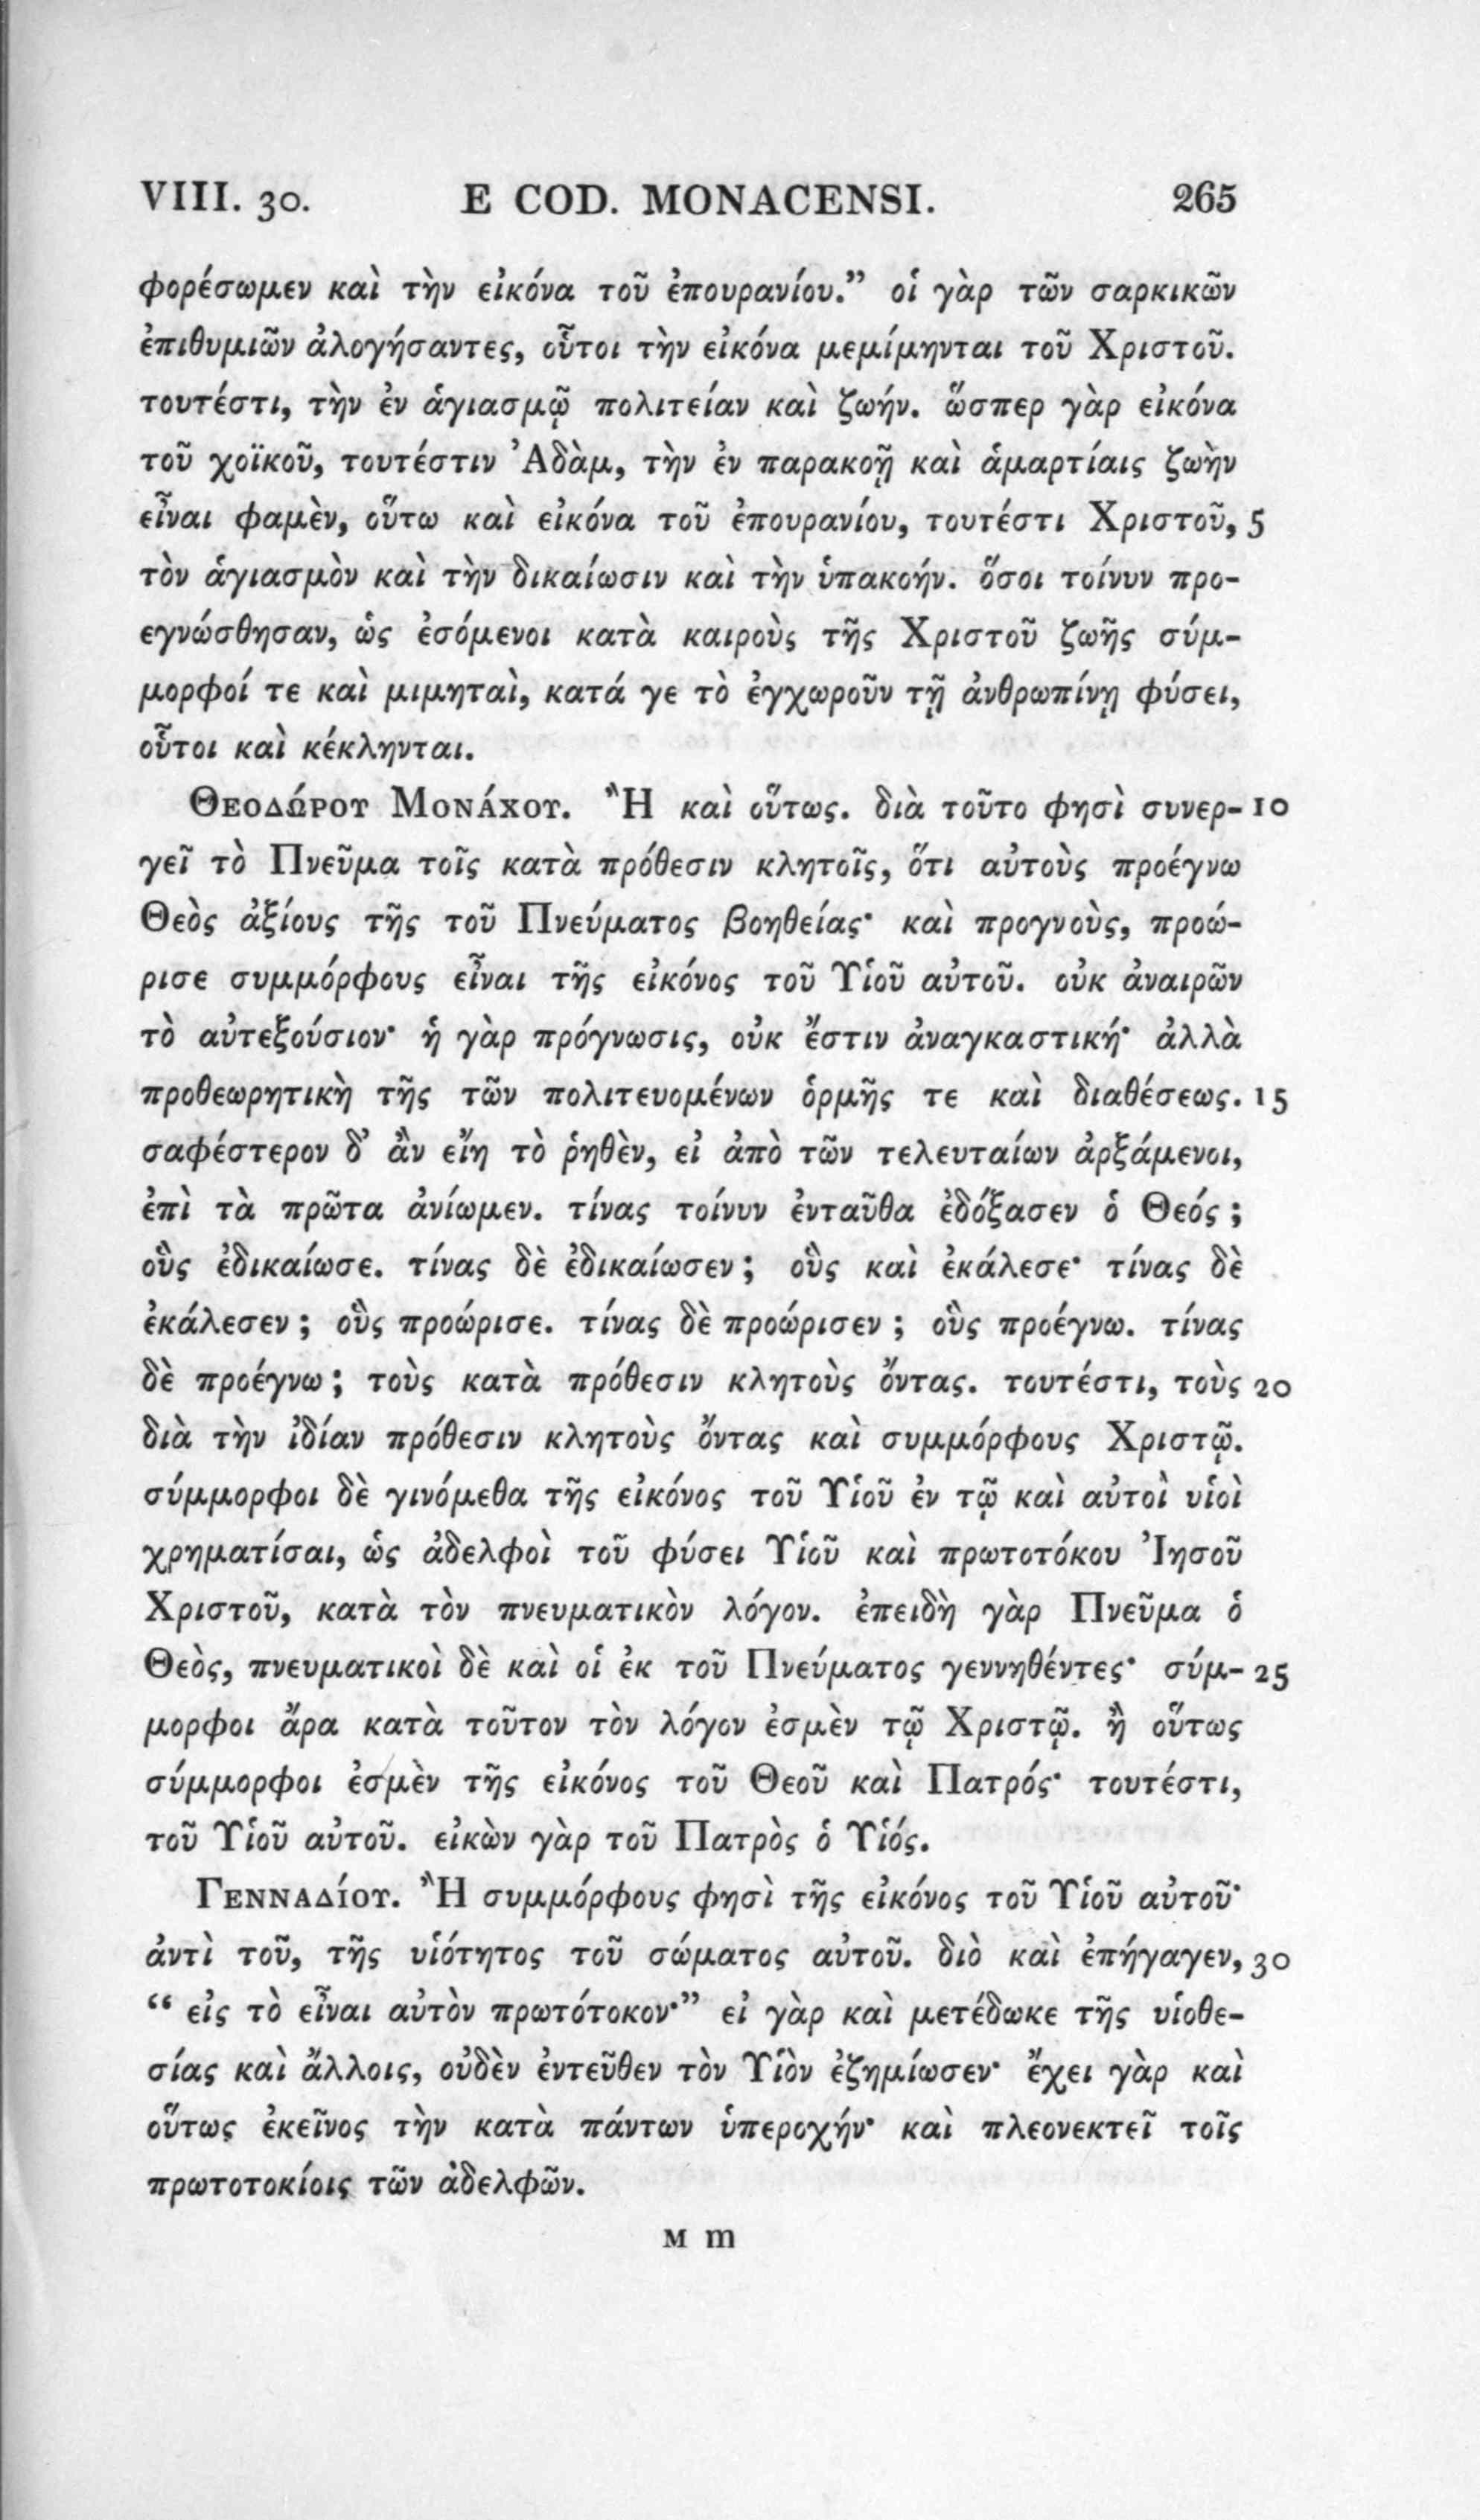 VIII. 30. E COD. MONACENSI. 265
φορέσωμεν καὶ τὴν εἰκόνα τοῦ ἐπουρανίου.” οἱ γὰρ τῶν σαρκικῶν
ἐπιθυμιῶν ἀλογήσαντες, οὗτοι τὴν εἰκόνα μεμίμηνται τοῦ Χριστοῦ.
τουτέστι, τὴν ἐν ἁγιασμῷ πολιτείαν καὶ ζωήν. ὥσπερ γὰρ εἰκόνα
τοῦ χοϊκοῦ, τουτέστιν Ἀδὰμ, τὴν ἐν παρακοῇ καὶ ἁμαρτίαις ζωὴν
εἶναι φαμὲν, οὕτω καὶ εἰκόνα τοῦ ἐπουρανίου, τουτέστι Χριστοῦ, 5
τὸν ἁγιασμὸν καὶ τὴν δικαίωσιν καὶ τὴν ὑπακοήν. ὅσοι τοίνυν προ-
εγνώσθησαν, ὡς ἐσόμενοι κατὰ καιροὺς τῆς Χριστοῦ ζωῆς σύμ-
μορφοί τε καὶ μιμηταὶ, κατά γε τὸ ἐγχωροῦν τῇ ἀνθρωπίνῃ φύσει,
οὗτοι καὶ κέκληνται.
Θεοδώρου Μονάχου. Ἢ καὶ οὕτως. διὰ τοῦτο φησὶ συνερ- 10
γεῖ τὸ Πνεῦμα τοῖς κατὰ πρόθεσιν κλητοῖς, ὅτι αὐτοὺς προέγνω
Θεὸς ἀξίους τῆς τοῦ Πνεύματος βοηθείας· καὶ προγνοὺς, προώ-
ρισε συμμόρφους εἶναι τῆς εἰκόνος τοῦ Υἱοῦ αὐτοῦ. οὐκ ἀναιρῶν
τὸ αὐτεξούσιον· ἡ γὰρ πρόγνωσις, οὐκ ἔστιν ἀναγκαστική· ἀλλὰ
προθεωρητικὴ τῆς τῶν πολιτευομένων ὁρμῆς τε καὶ διαθέσεως. 15
σαφέστερον δ’ ἂν εἴη τὸ ῥηθὲν, εἰ ἀπὸ τῶν τελευταίων ἀρξάμενοι,
ἐπὶ τὰ πρῶτα ἀνίωμεν. τίνας τοίνυν ἐνταῦθα ἐδόξασεν ὁ Θεός ;
οὓς ἐδικαίωσε. τίνας δὲ ἐδικαίωσεν ; οὓς καὶ ἐκάλεσε· τίνας δὲ
ἐκάλεσεν ; οὓς προώρισε. τίνας δὲ προώρισεν ; οὓς προέγνω. τίνας
δὲ προέγνω ; τοὺς κατὰ πρόθεσιν κλητοὺς ὄντας. τουτέστι, τοὺς 20
διὰ τὴν ἰδίαν πρόθεσιν κλητοὺς ὄντας καὶ συμμόρφους Χριστῷ.
σύμμορφοι δὲ γινόμεθα τῆς εἰκόνος τοῦ Υἱοῦ ἐν τῷ καὶ αὐτοὶ υἱοὶ
χρηματίσαι, ὡς ἀδελφοὶ τοῦ φύσει Υἱοῦ καὶ πρωτοτόκου Ἰησοῦ
Χριστοῦ, κατὰ τὸν πνευματικὸν λόγον. ἐπειδὴ γὰρ Πνεῦμα ὁ
Θεὸς, πνευματικοὶ δὲ καὶ οἱ ἐκ τοῦ Πνεύματος γεννηθέντες· σύμ- 25
μορφοι ἄρα κατὰ τοῦτον τὸν λόγον ἐσμὲν τῷ Χριστῷ. ἢ οὕτως
σύμμορφοι ἐσμὲν τῆς εἰκόνος τοῦ Θεοῦ καὶ Πατρός· τουτέστι,
τοῦ Υἱοῦ αὐτοῦ. εἰκὼν γὰρ τοῦ Πατρὸς ὁ Υἱός.
Γενναδίου. Ἢ συμμόρφους φησὶ τῆς εἰκόνος τοῦ Υἱοῦ αὐτοῦ·
ἀντὶ τοῦ, τῆς υἱότητος τοῦ σώματος αὐτοῦ. διὸ καὶ ἐπήγαγεν, 30
“ εἰς τὸ εἶναι αὐτὸν πρωτότοκον·” εἰ γὰρ καὶ μετέδωκε τῆς υἱοθε-
σίας καὶ ἄλλοις, οὐδὲν ἐντεῦθεν τὸν Υἱὸν ἐζημίωσεν· ἔχει γὰρ καὶ
οὕτως ἐκεῖνος τὴν κατὰ πάντων ὑπεροχήν· καὶ πλεονεκτεῖ τοῖς
πρωτοτοκίοις τῶν ἀδελφῶν.
M m